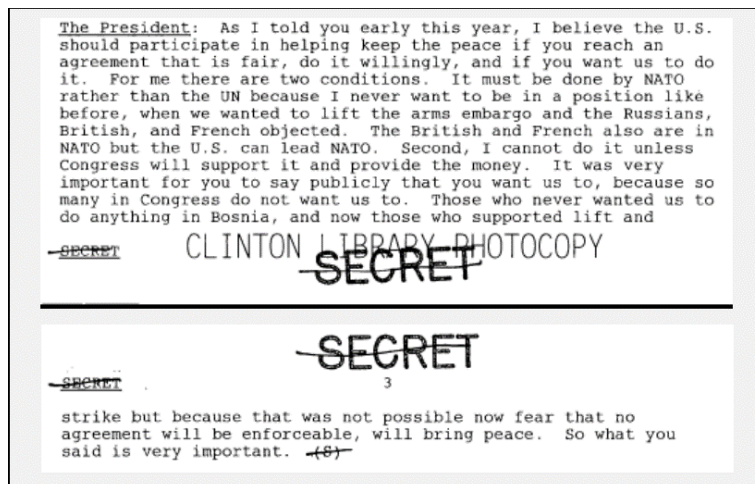 The President: As I told you early this year, I believe the U.S.
should participate in helping keep the peace if you reach an
agreement that is fair, do it willingly, and if you want us to do
it. For me there are two conditions. It must be done by NATO
rather than the UN because I never want to be in a position like
before, when we wanted to lift the arms embargo and the Russians,
British, and French objected. The British and French also are in
NATO but the U.S. can lead NATO. Second, I cannot do it unless
Congress will support it and provide the money. It was very
important for you to say publicly that you want us to, because so
many in Congress do not want us to. Those who never wanted us to
do anything in Bosnia, and now those who supported lift and
SECRET
CLINTON LIBRARY PHOTOCOPY
SECRET
SECRET
SECRET
3
strike but because that was not possible now fear that no
agreement will be enforceable, will bring peace. So what you
said is very important. (S)